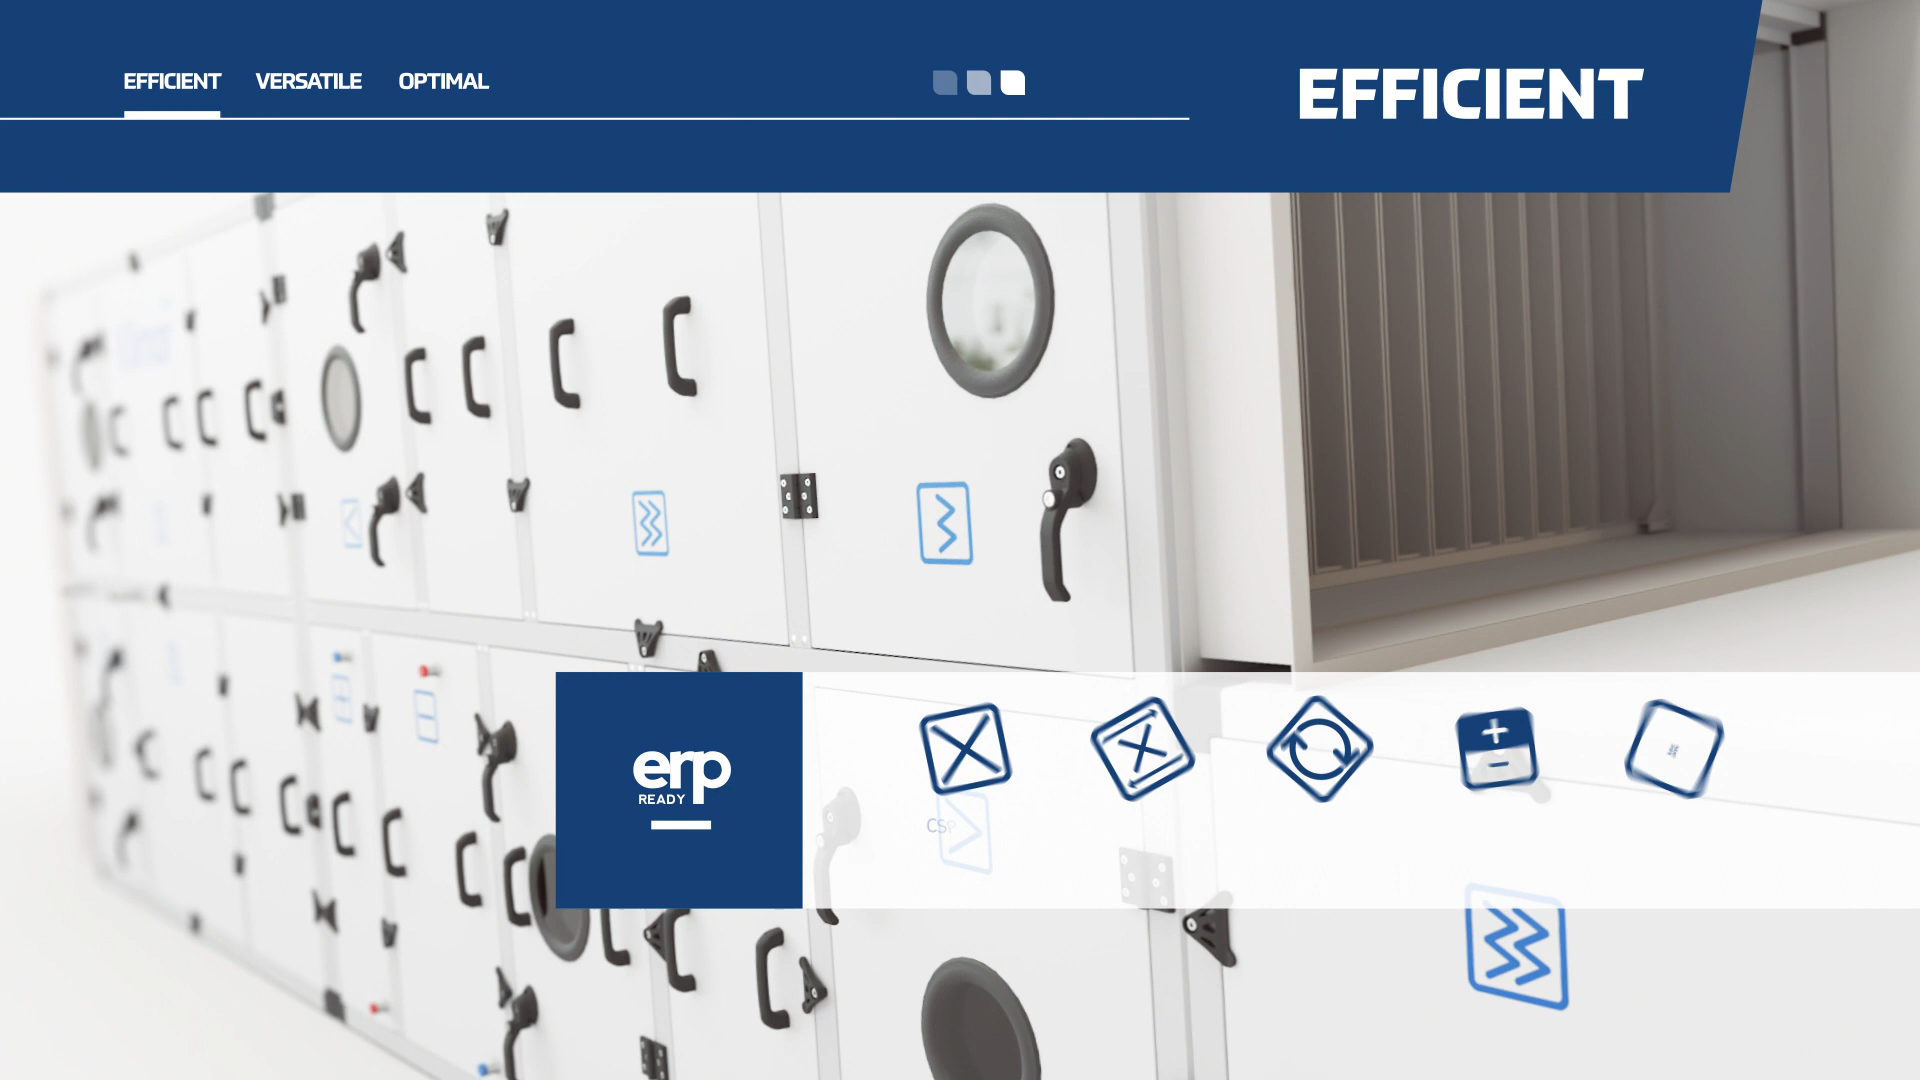 EFFICIENT VERSATILE OPTIMAL
EFFICIENT
erp
READY
CSP